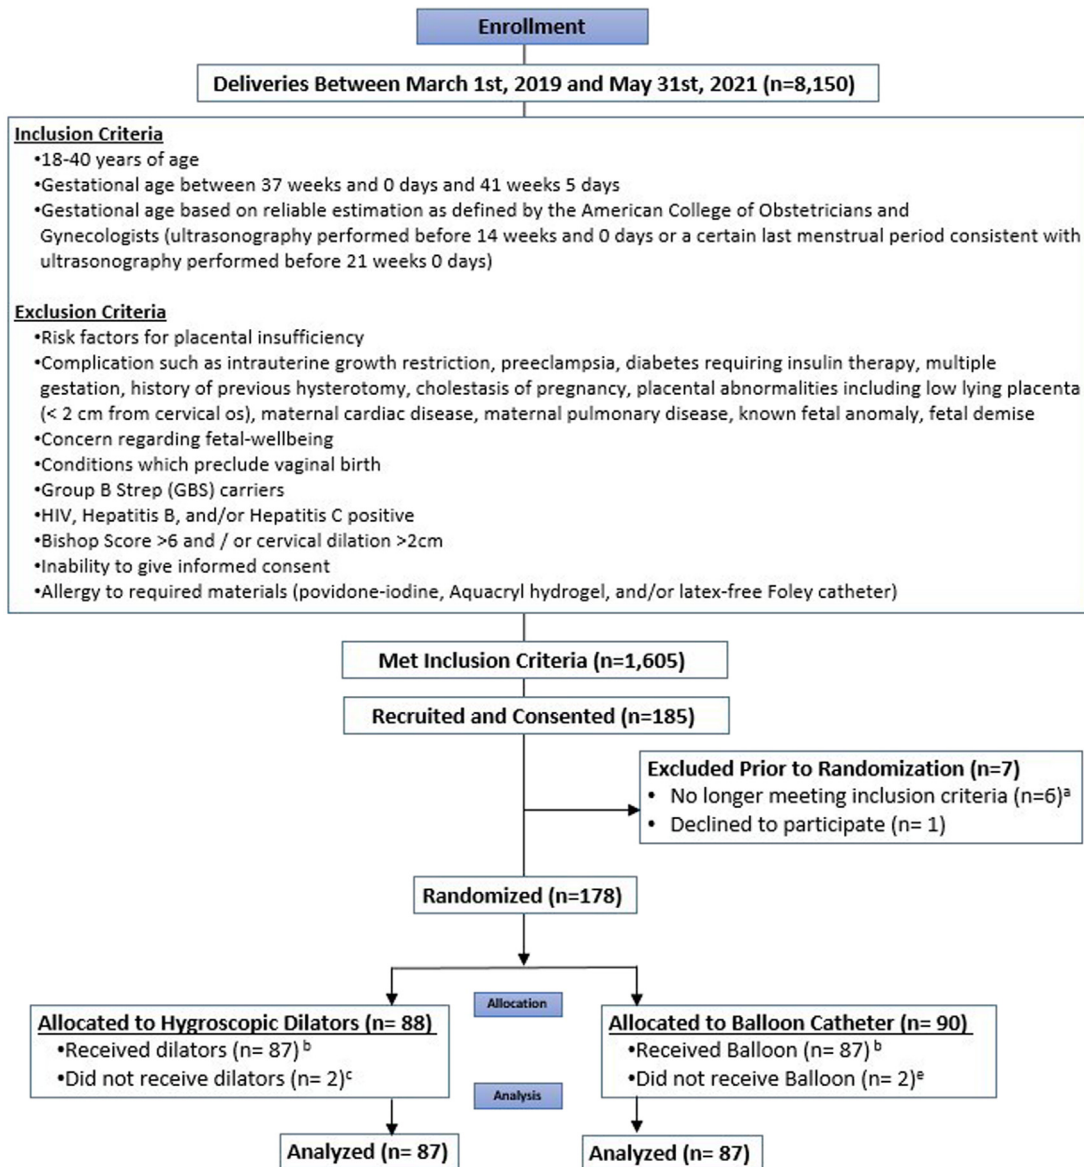 Enrollment
Deliveries Between March 1st, 2019 and May 31st, 2021 (n=8,150)
Inclusion Criteria
•18-40 years of age
•Gestational age between 37 weeks and 0 days and 41 weeks 5 days
•Gestational age based on reliable estimation as defined by the American College of Obstetricians and
Gynecologists (ultrasonography performed before 14 weeks and 0 days or a certain last menstrual period consistent with
ultrasonography performed before 21 weeks 0 days)
Exclusion Criteria
•Risk factors for placental insufficiency
•Complication such as intrauterine growth restriction, preeclampsia, diabetes requiring insulin therapy, multiple
gestation, history of previous hysterotomy, cholestasis of pregnancy, placental abnormalities including low lying placenta
(< 2 cm from cervical os), maternal cardiac disease, maternal pulmonary disease, known fetal anomaly, fetal demise
•Concern regarding fetal-wellbeing
•Conditions which preclude vaginal birth
•Group B Strep (GBS) carriers
•HIV, Hepatitis B, and/or Hepatitis C positive
•Bishop Score >6 and / or cervical dilation >2cm
•Inability to give informed consent
•Allergy to required materials (povidone-iodine, Aquacryl hydrogel, and/or latex-free Foley catheter)
Met Inclusion Criteria (n=1,605)
Recruited and Consented (n=185)
Excluded Prior to Randomization (n=7)
• No longer meeting inclusion criteria (n=6)ᵃ
• Declined to participate (n= 1)
Randomized (n=178)
Allocation
Allocated to Hygroscopic Dilators (n= 88)
•Received dilators (n= 87) ᵇ
•Did not receive dilators (n= 2)ᶜ
Allocated to Balloon Catheter (n= 90)
•Received Balloon (n= 87) ᵇ
•Did not receive Balloon (n= 2)ᵉ
Analysis
Analyzed (n= 87)
Analyzed (n= 87)